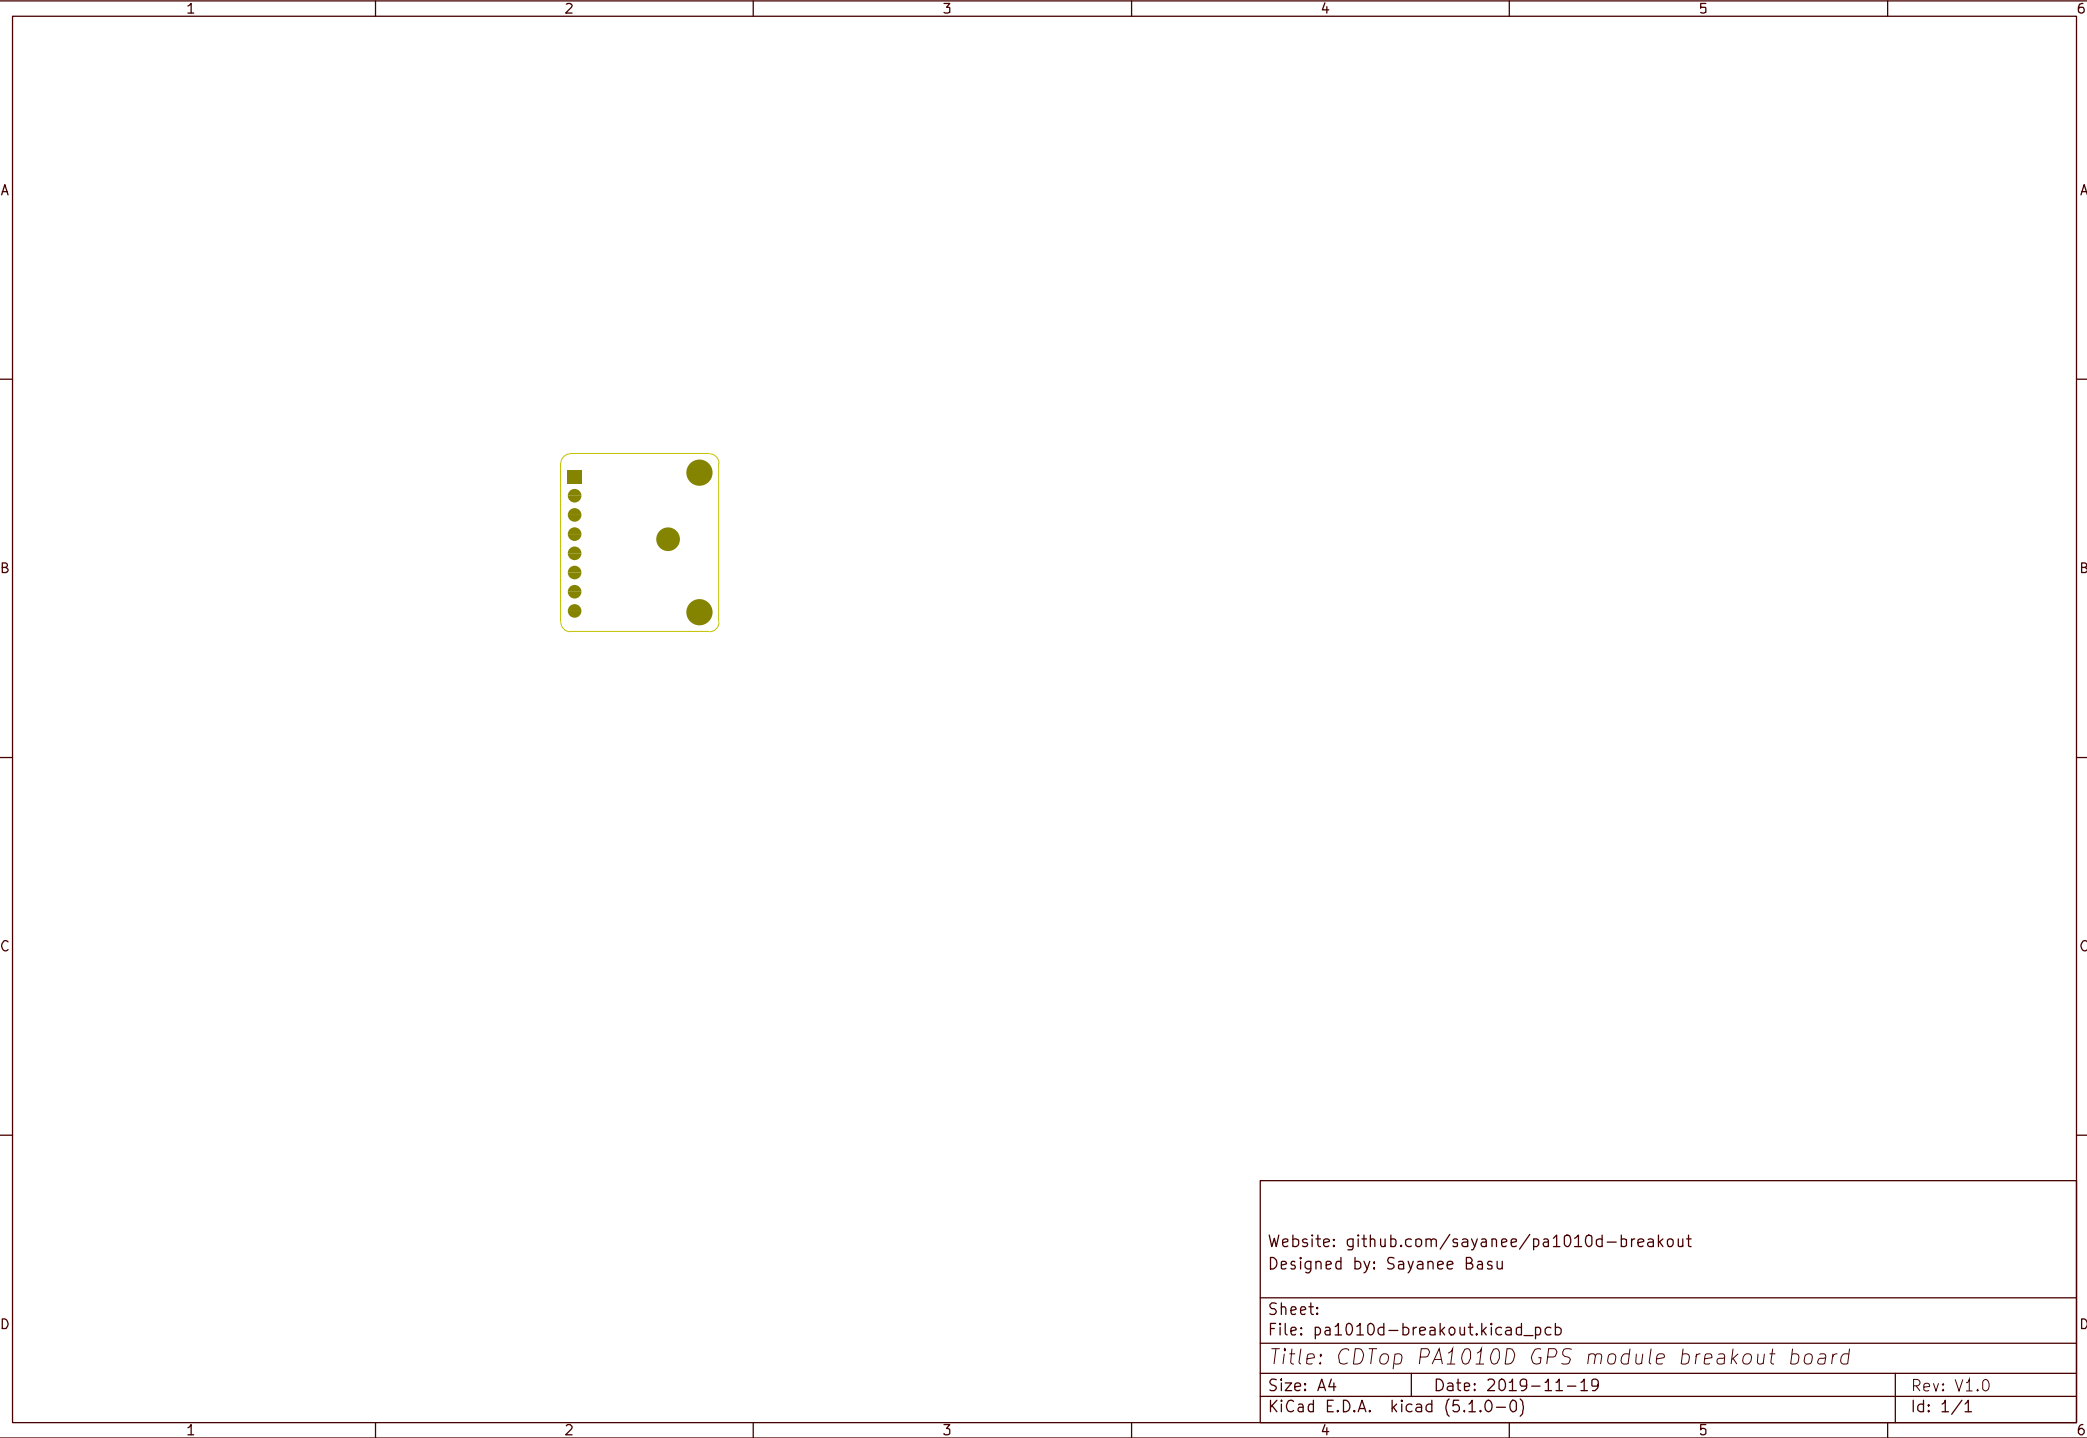 1 2 3 4 5 6
A A
B B
C C
Website: github.com/sayanee/pa1010d-breakout
Designed by: Sayanee Basu
Sheet:
D D
File: pa1010d-breakout.kicad_pcb
Title: CDTop PA1010D GPS module breakout board
Size: A4 Date: 2019-11-19 Rev: V1.0
KiCad E.D.A. kicad (5.1.0-0) Id: 1/1
1 2 3 4 5 6